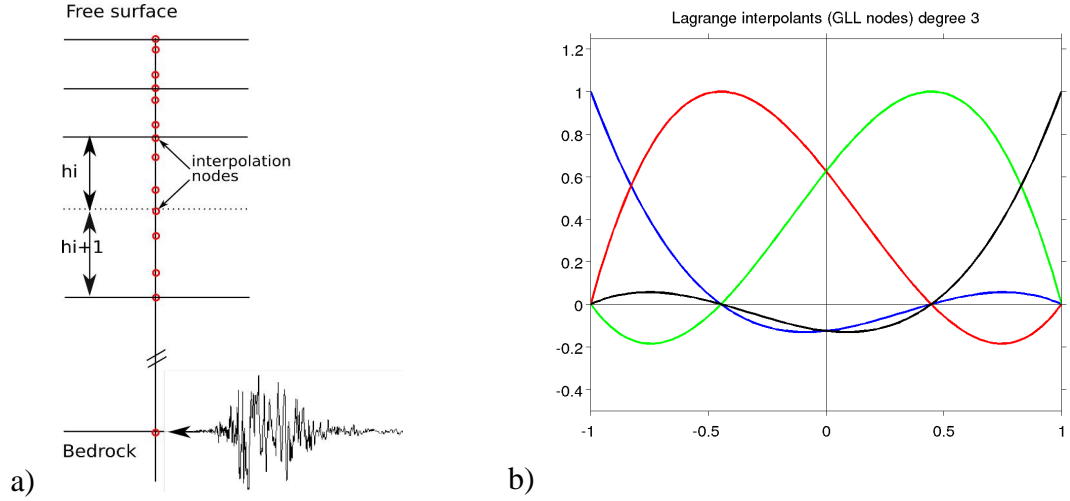 Free surface
hi
interpolation
nodes
hi+1
Bedrock
a)
Lagrange interpolants (GLL nodes) degree 3
1.2
1
0.8
0.6
0.4
0.2
0
-0.2
-0.4
-1
-0.5
0
0.5
1
b)